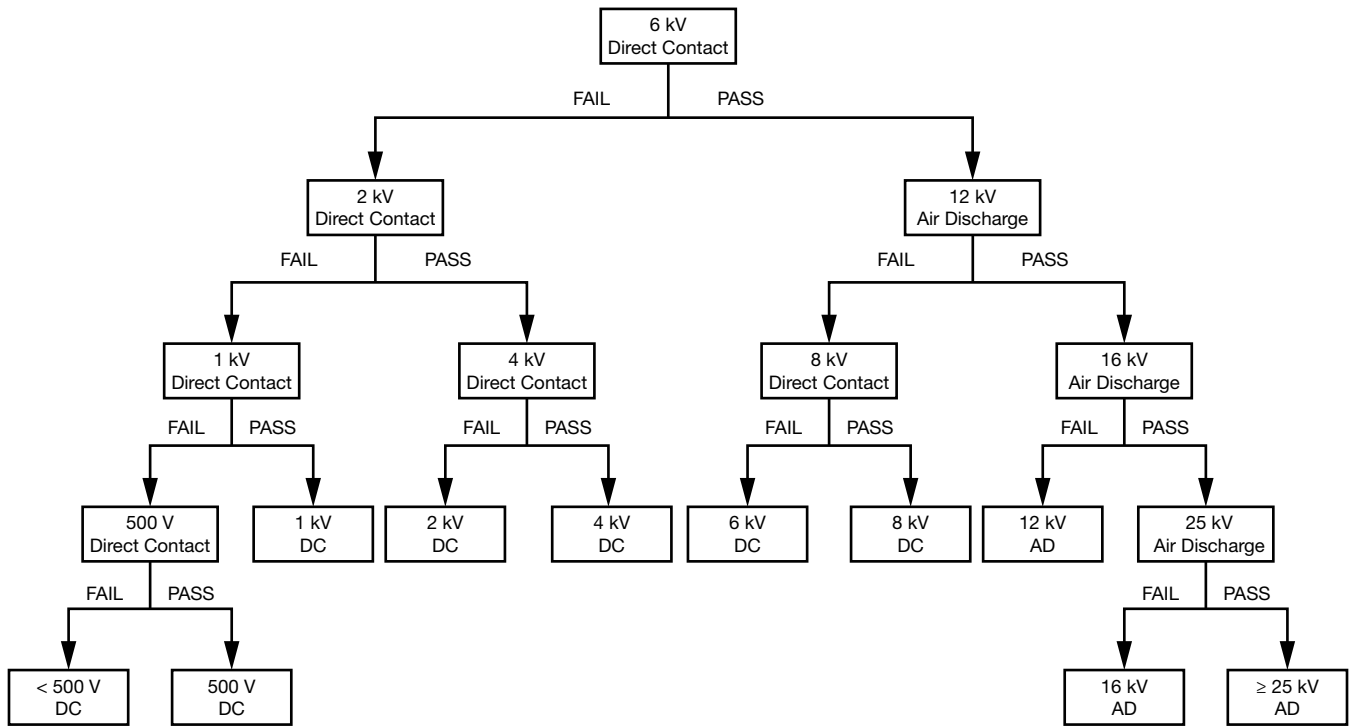 6 kV
Direct Contact
FAIL
PASS
2 kV
Direct Contact
12 kV
Air Discharge
FAIL
PASS
FAIL
PASS
1 kV
Direct Contact
4 kV
Direct Contact
8 kV
Direct Contact
16 kV
Air Discharge
FAIL
PASS
FAIL
PASS
FAIL
PASS
FAIL
PASS
500 V
Direct Contact
1 kV
DC
2 kV
DC
4 kV
DC
6 kV
DC
8 kV
DC
12 kV
AD
25 kV
Air Discharge
FAIL
PASS
FAIL
PASS
< 500 V
DC
500 V
DC
16 kV
AD
≥ 25 kV
AD